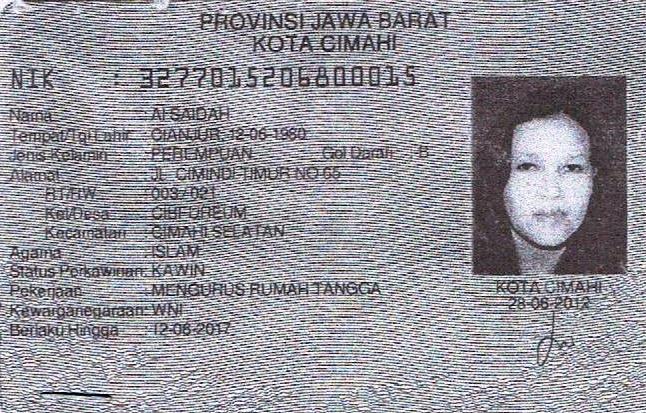 PROVINSI JAWA BARAT
KOTA CIMAHI
NIK : 3277015206800015
Nama : AI SAIDAH
Tempat/Tgl Lahir : CIANJUR, 12-06-1980
Jenis Kelamin : PEREMPUAN Gol Darah : B
Alamat : JL. CIMINDI TIMUR NO 65
RT/RW : 003/021
Kel/Desa : CIBEUREUM
Kecamatan : CIMAHI SELATAN
Agama : ISLAM
Status Perkawinan: KAWIN
Pekerjaan : MENGURUS RUMAH TANGGA
Kewarganegaraan: WNI
Berlaku Hingga : 12-06-2017
KOTA CIMAHI
28-06-2012